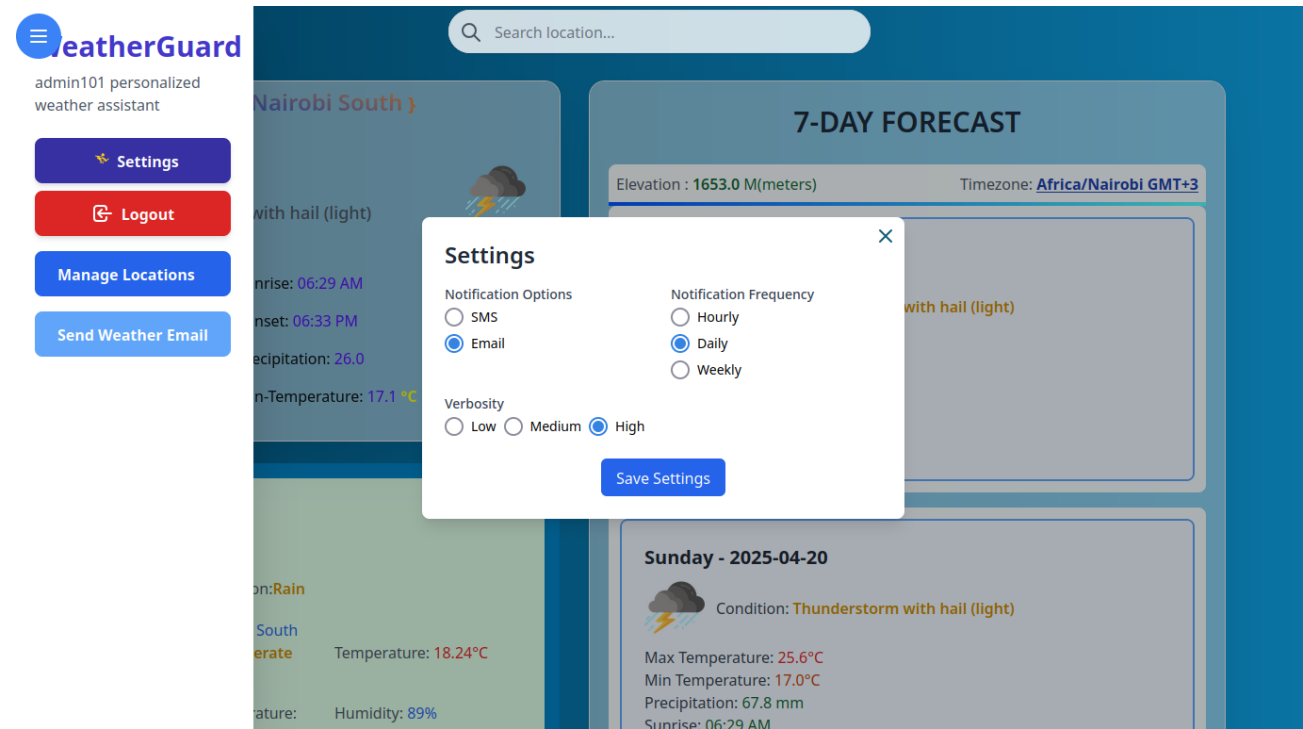 WeatherGuard
admin101 personalized
weather assistant
Settings
Logout
Manage Locations
Send Weather Email
Search location...
Nairobi South }
with hail (light)
nrise: 06:29 AM
nset: 06:33 PM
ecipitation: 26.0
n-Temperature: 17.1 °C
on:Rain
South
erate
Temperature: 18.24°C
rature:
Humidity: 89%
Settings
Notification Options
SMS
Email
Notification Frequency
Hourly
Daily
Weekly
Verbosity
Low Medium High
Save Settings
7-DAY FORECAST
Elevation : 1653.0 M(meters)
Timezone: Africa/Nairobi GMT+3
with hail (light)
Sunday - 2025-04-20
Condition: Thunderstorm with hail (light)
Max Temperature: 25.6°C
Min Temperature: 17.0°C
Precipitation: 67.8 mm
Sunrise: 06:29 AM